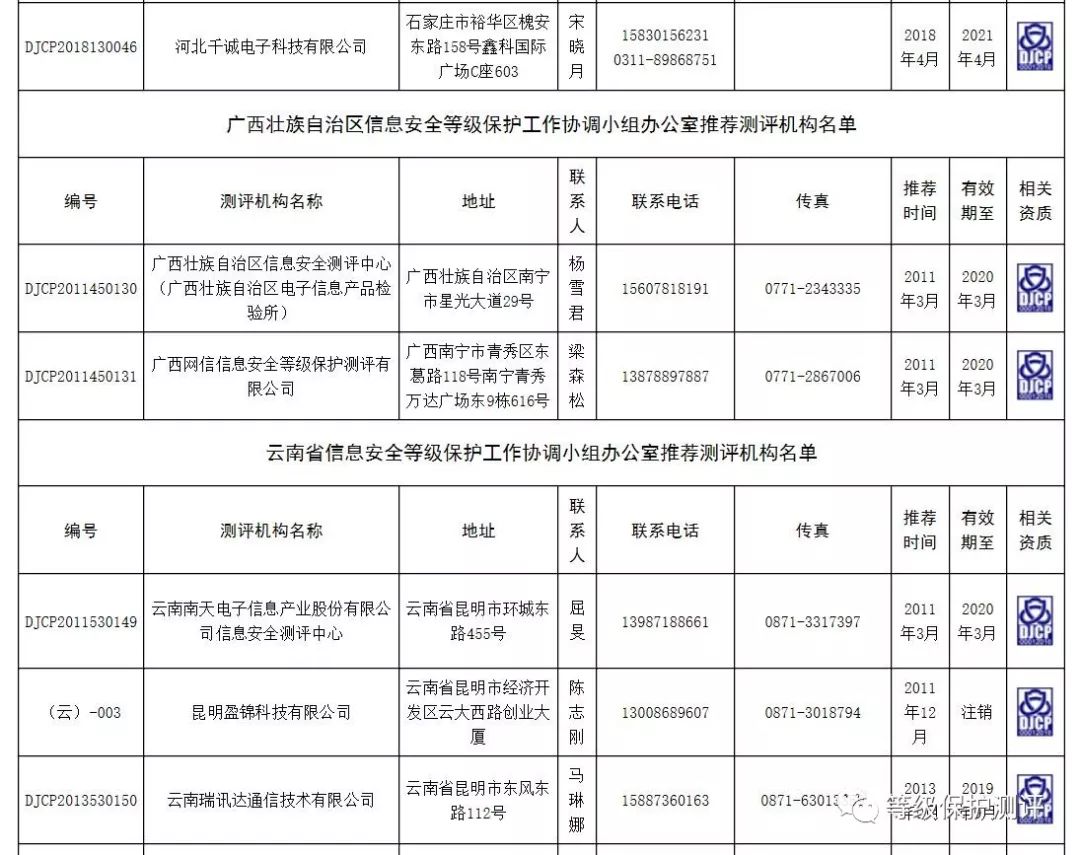 DJCP2018130046 河北千诚电子科技有限公司 石家庄市裕华区槐安东路158号鑫科国际广场C座603 宋晓月 15830156231 0311-89868751 2018年4月 2021年4月 DJCP
广西壮族自治区信息安全等级保护工作协调小组办公室推荐测评机构名单
编号 测评机构名称 地址 联系人 联系电话 传真 推荐时间 有效期至 相关资质
DJCP2011450130 广西壮族自治区信息安全测评中心（广西壮族自治区电子信息产品检验所） 广西壮族自治区南宁市星光大道29号 杨雪君 15607818191 0771-2343335 2011年3月 2020年3月 DJCP
DJCP2011450131 广西网信信息安全等级保护测评有限公司 广西南宁市青秀区东葛路118号南宁青秀万达广场东9栋616号 梁森松 13878897887 0771-2867006 2011年3月 2020年3月 DJCP
云南省信息安全等级保护工作协调小组办公室推荐测评机构名单
编号 测评机构名称 地址 联系人 联系电话 传真 推荐时间 有效期至 相关资质
DJCP2011530149 云南南天电子信息产业股份有限公司信息安全测评中心 云南省昆明市环城东路455号 屈旻 13987188661 0871-3317397 2011年3月 2020年3月 DJCP
（云）-003 昆明盈锦科技有限公司 云南省昆明市经济开发区云大西路创业大厦 陈志刚 13008689607 0871-3018794 2011年12月 注销 DJCP
DJCP2013530150 云南瑞讯达通信技术有限公司 云南省昆明市东风东路112号 马琳娜 15887360163 2013 2019
等级保护测评